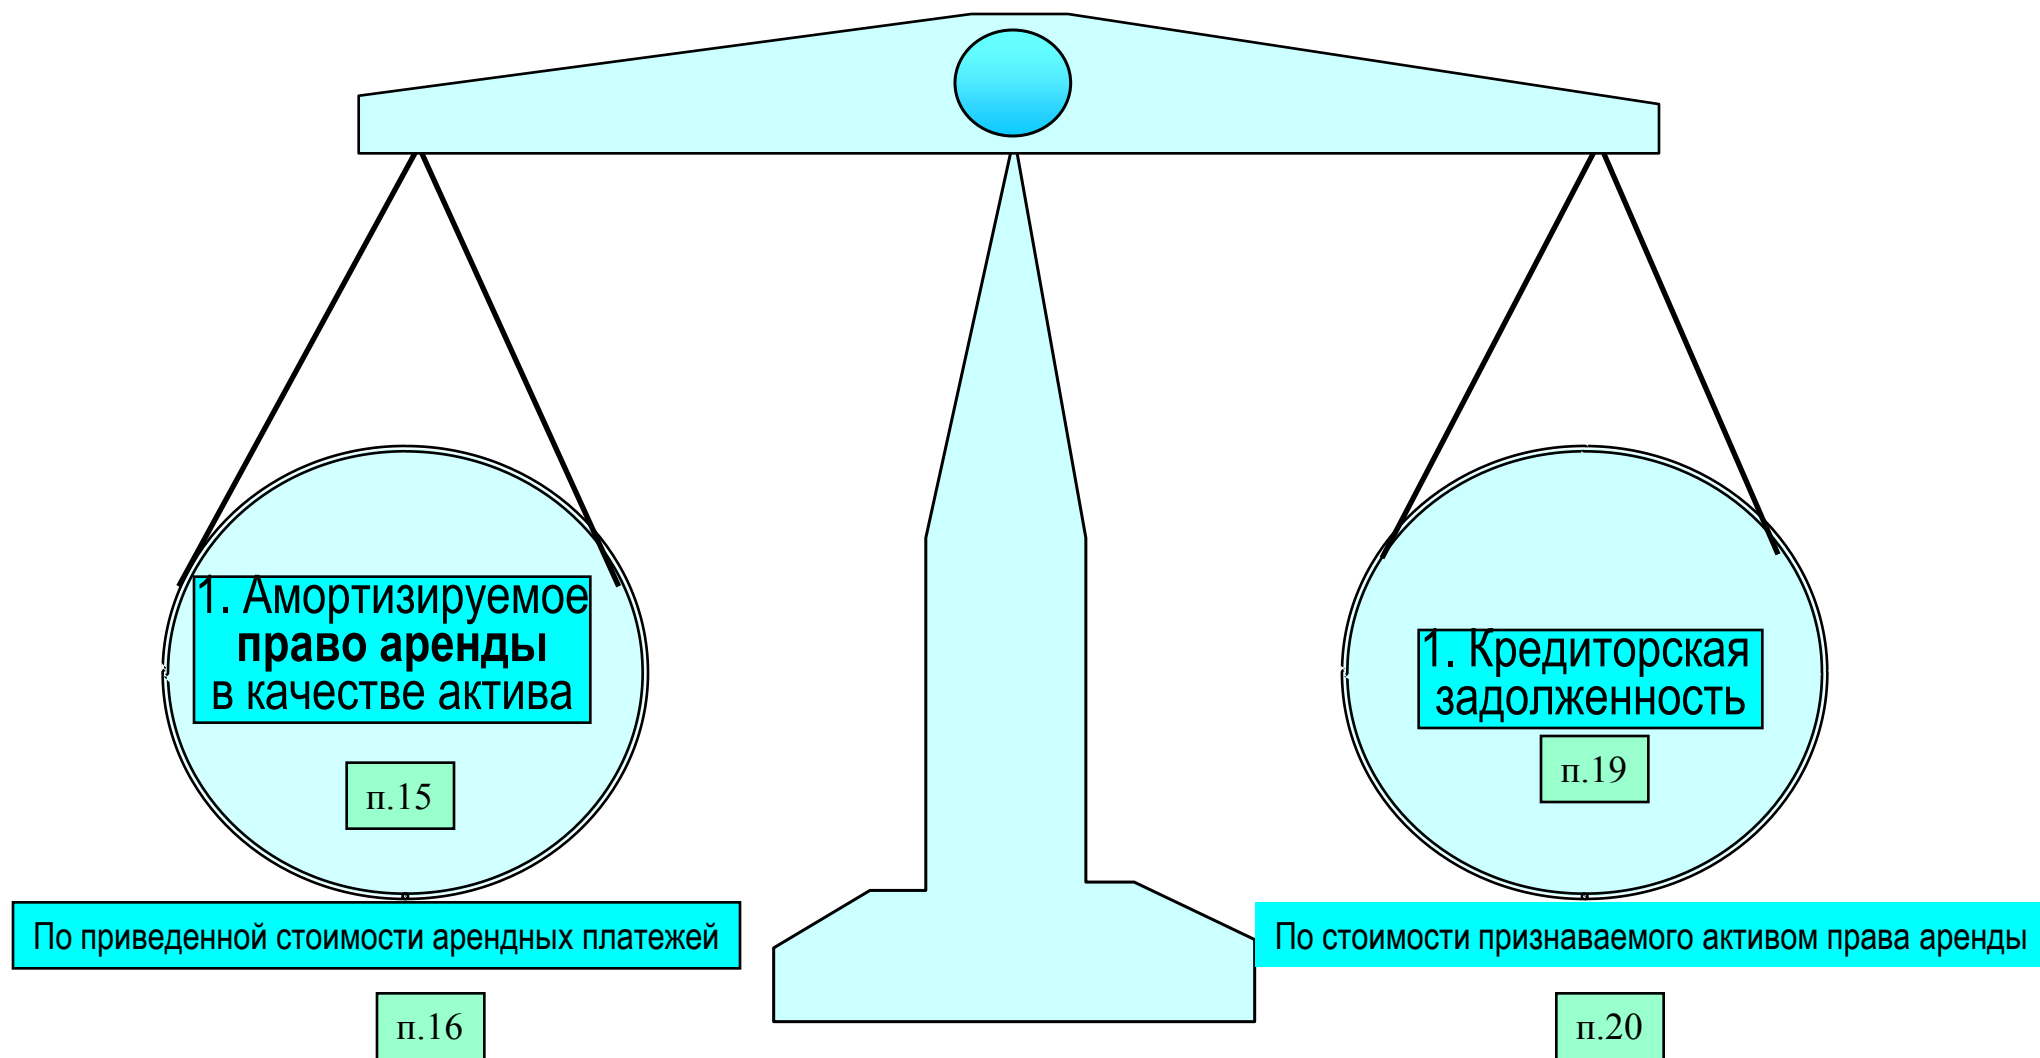 1. Амортизируемое
право аренды
в качестве актива
п.15
По приведенной стоимости арендных платежей
п.16
1. Кредиторская
задолженность
п.19
По стоимости признаваемого активом права аренды
п.20